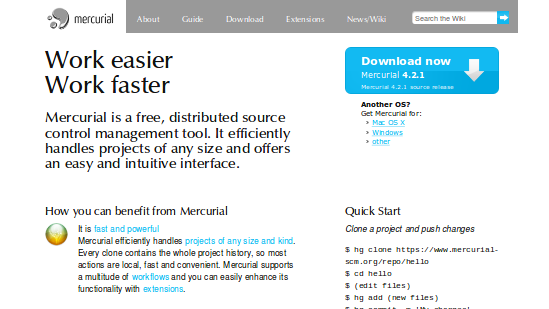 mercurial
About
Guide
Download
Extensions
News/Wiki
Search the Wiki
Work easier
Work faster
Mercurial is a free, distributed source
control management tool. It efficiently
handles projects of any size and offers
an easy and intuitive interface.
Download now
Mercurial 4.2.1
Mercurial 4.2.1 source release
Another OS?
Get Mercurial for:
Mac OS X
Windows
other
How you can benefit from Mercurial
It is fast and powerful
Mercurial efficiently handles projects of any size and kind.
Every clone contains the whole project history, so most
actions are local, fast and convenient. Mercurial supports
a multitude of workflows and you can easily enhance its
functionality with extensions.
Quick Start
Clone a project and push changes
$ hg clone https://www.mercurial-
scm.org/repo/hello
$ cd hello
$ (edit files)
$ hg add (new files)